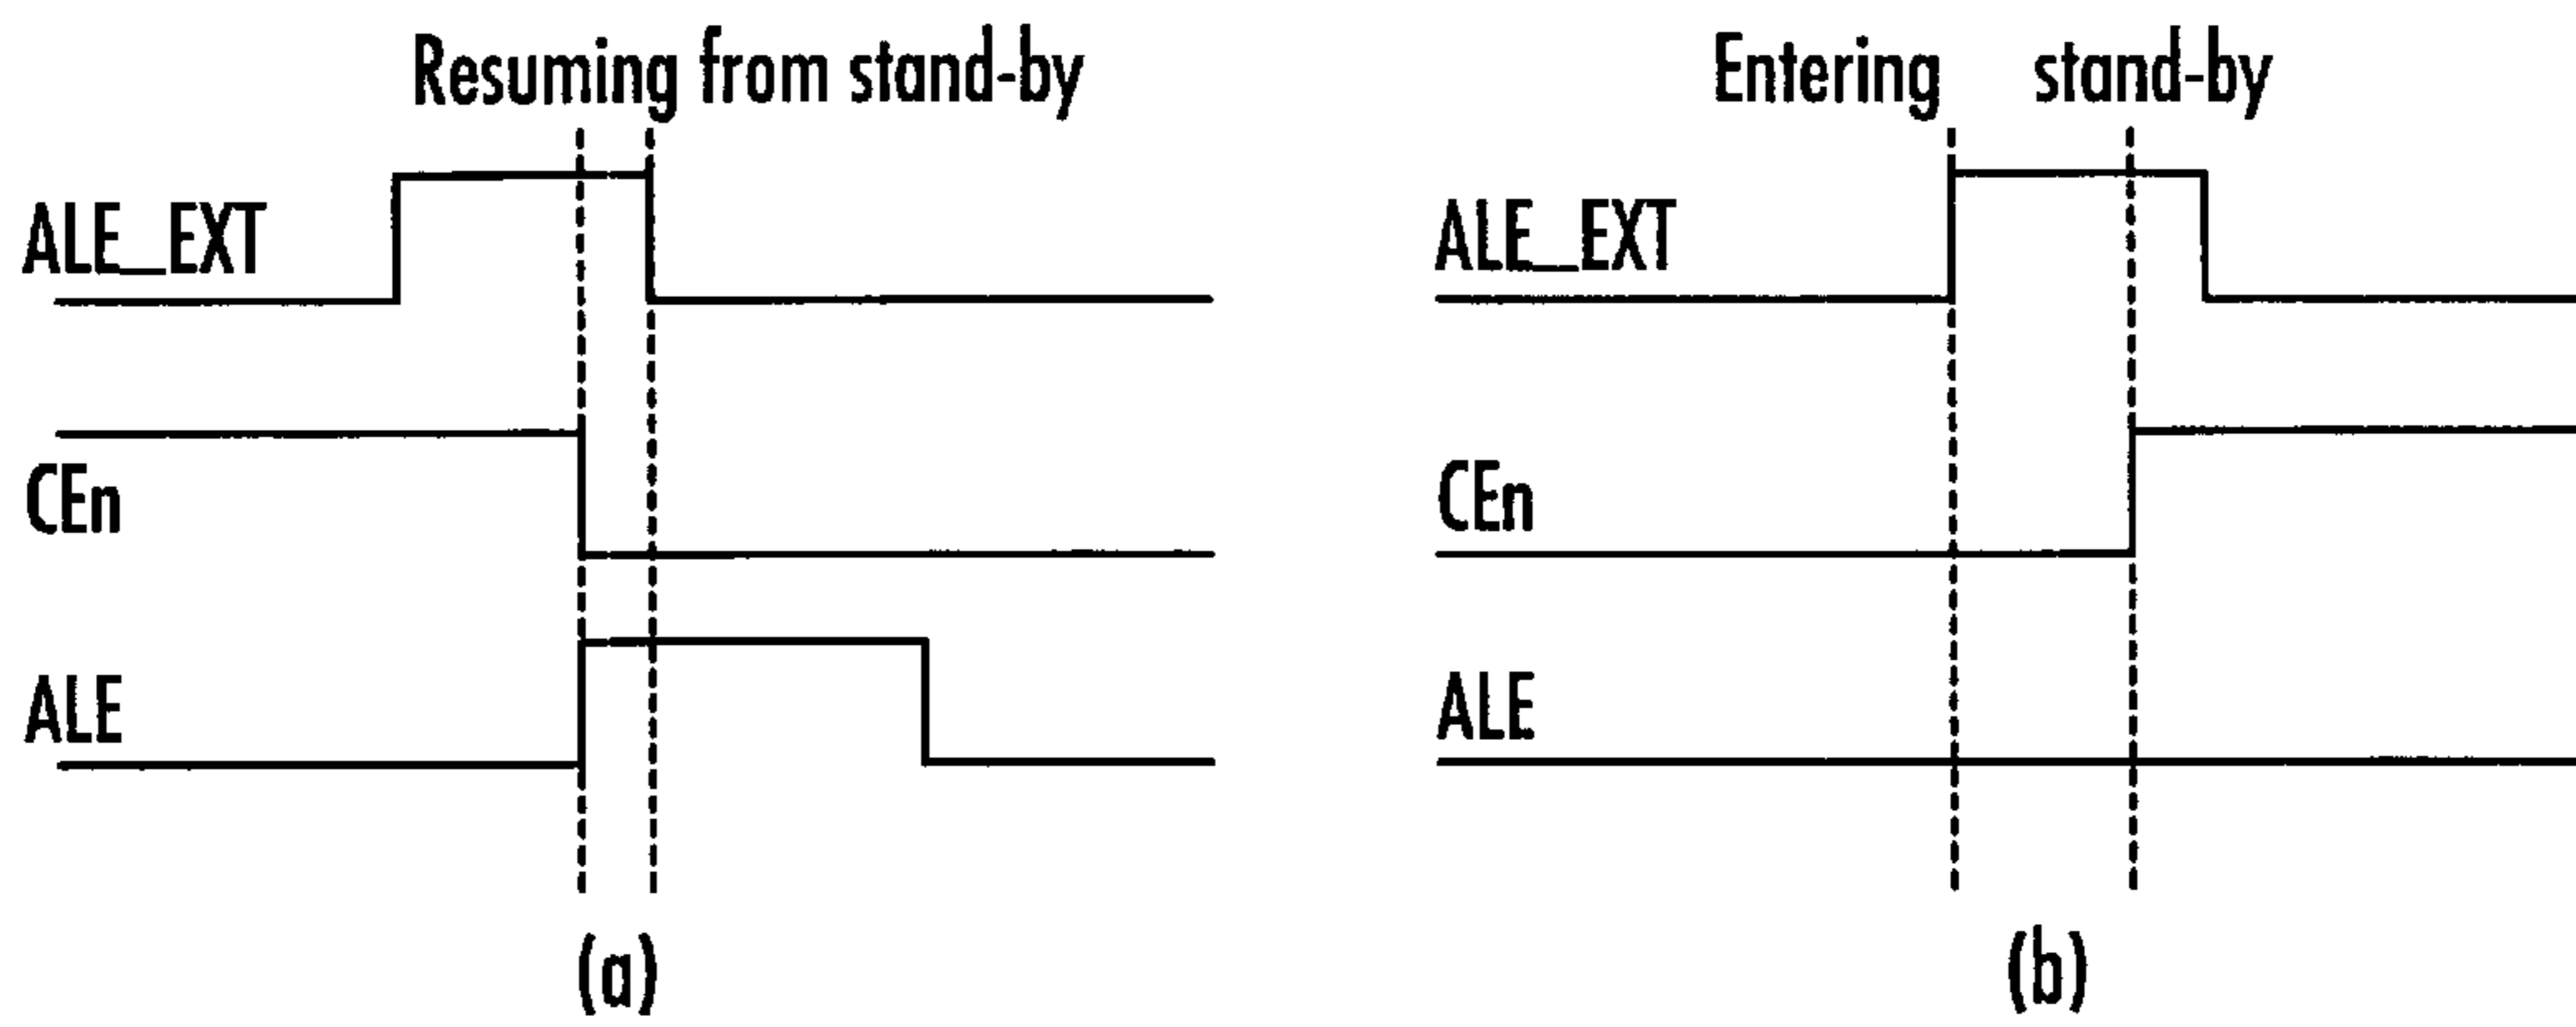 Resuming from stand-by
ALE_EXT
CEn
ALE
(a)
Entering stand-by
ALE_EXT
CEn
ALE
(b)